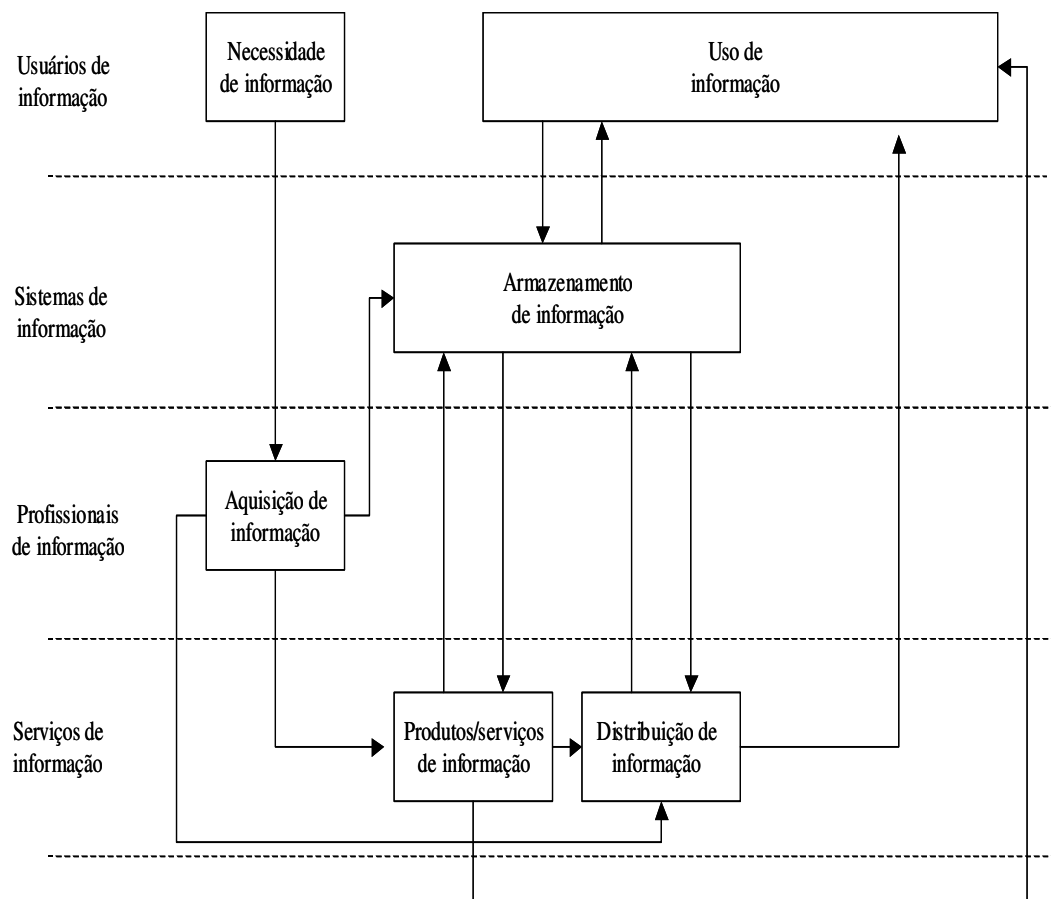 Usuários de
informação
Necessidade
de informação
Uso de
informação
Sistemas de
informação
Armazenamento
de informação
Profissionais
de informação
Aquisição de
informação
Serviços de
informação
Produtos/serviços
de informação
Distribuição de
informação